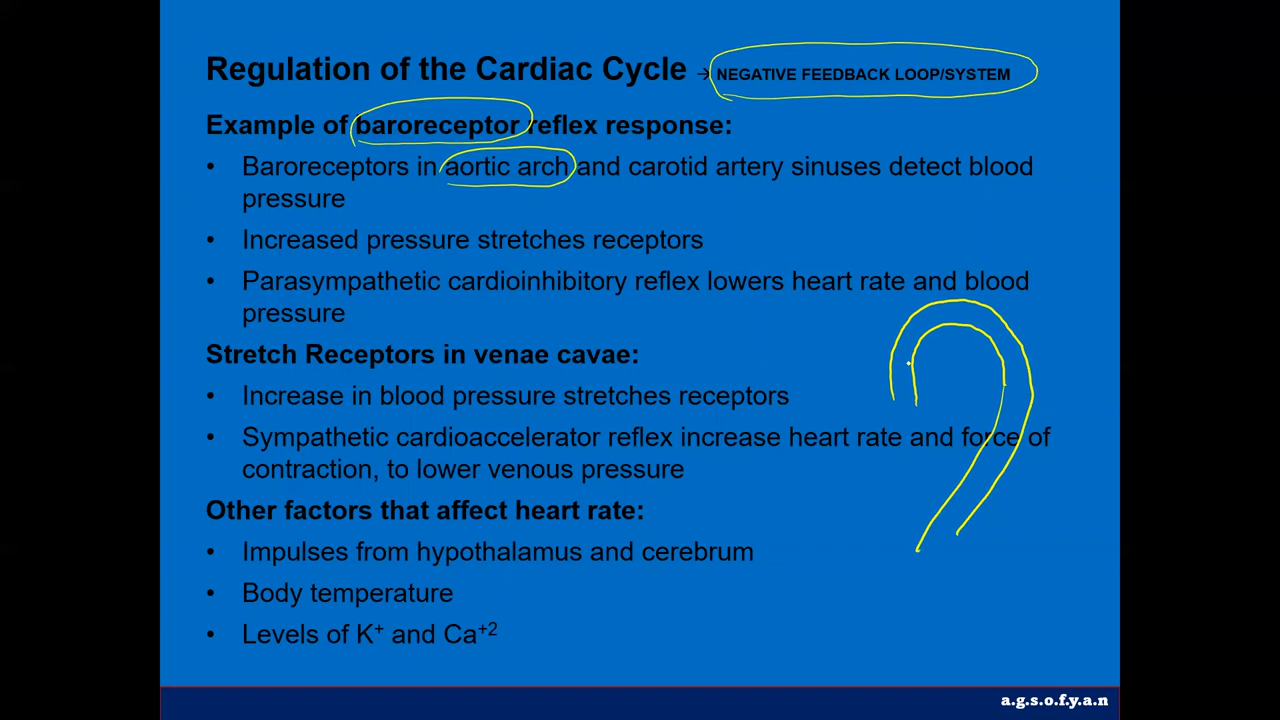 Regulation of the Cardiac Cycle → NEGATIVE FEEDBACK LOOP/SYSTEM
Example of baroreceptor reflex response:
• Baroreceptors in aortic arch and carotid artery sinuses detect blood
pressure
• Increased pressure stretches receptors
• Parasympathetic cardioinhibitory reflex lowers heart rate and blood
pressure
Stretch Receptors in venae cavae:
• Increase in blood pressure stretches receptors
• Sympathetic cardioaccelerator reflex increase heart rate and force of
contraction, to lower venous pressure
Other factors that affect heart rate:
• Impulses from hypothalamus and cerebrum
• Body temperature
• Levels of K⁺ and Ca⁺²
a.g.s.o.f.y.a.n